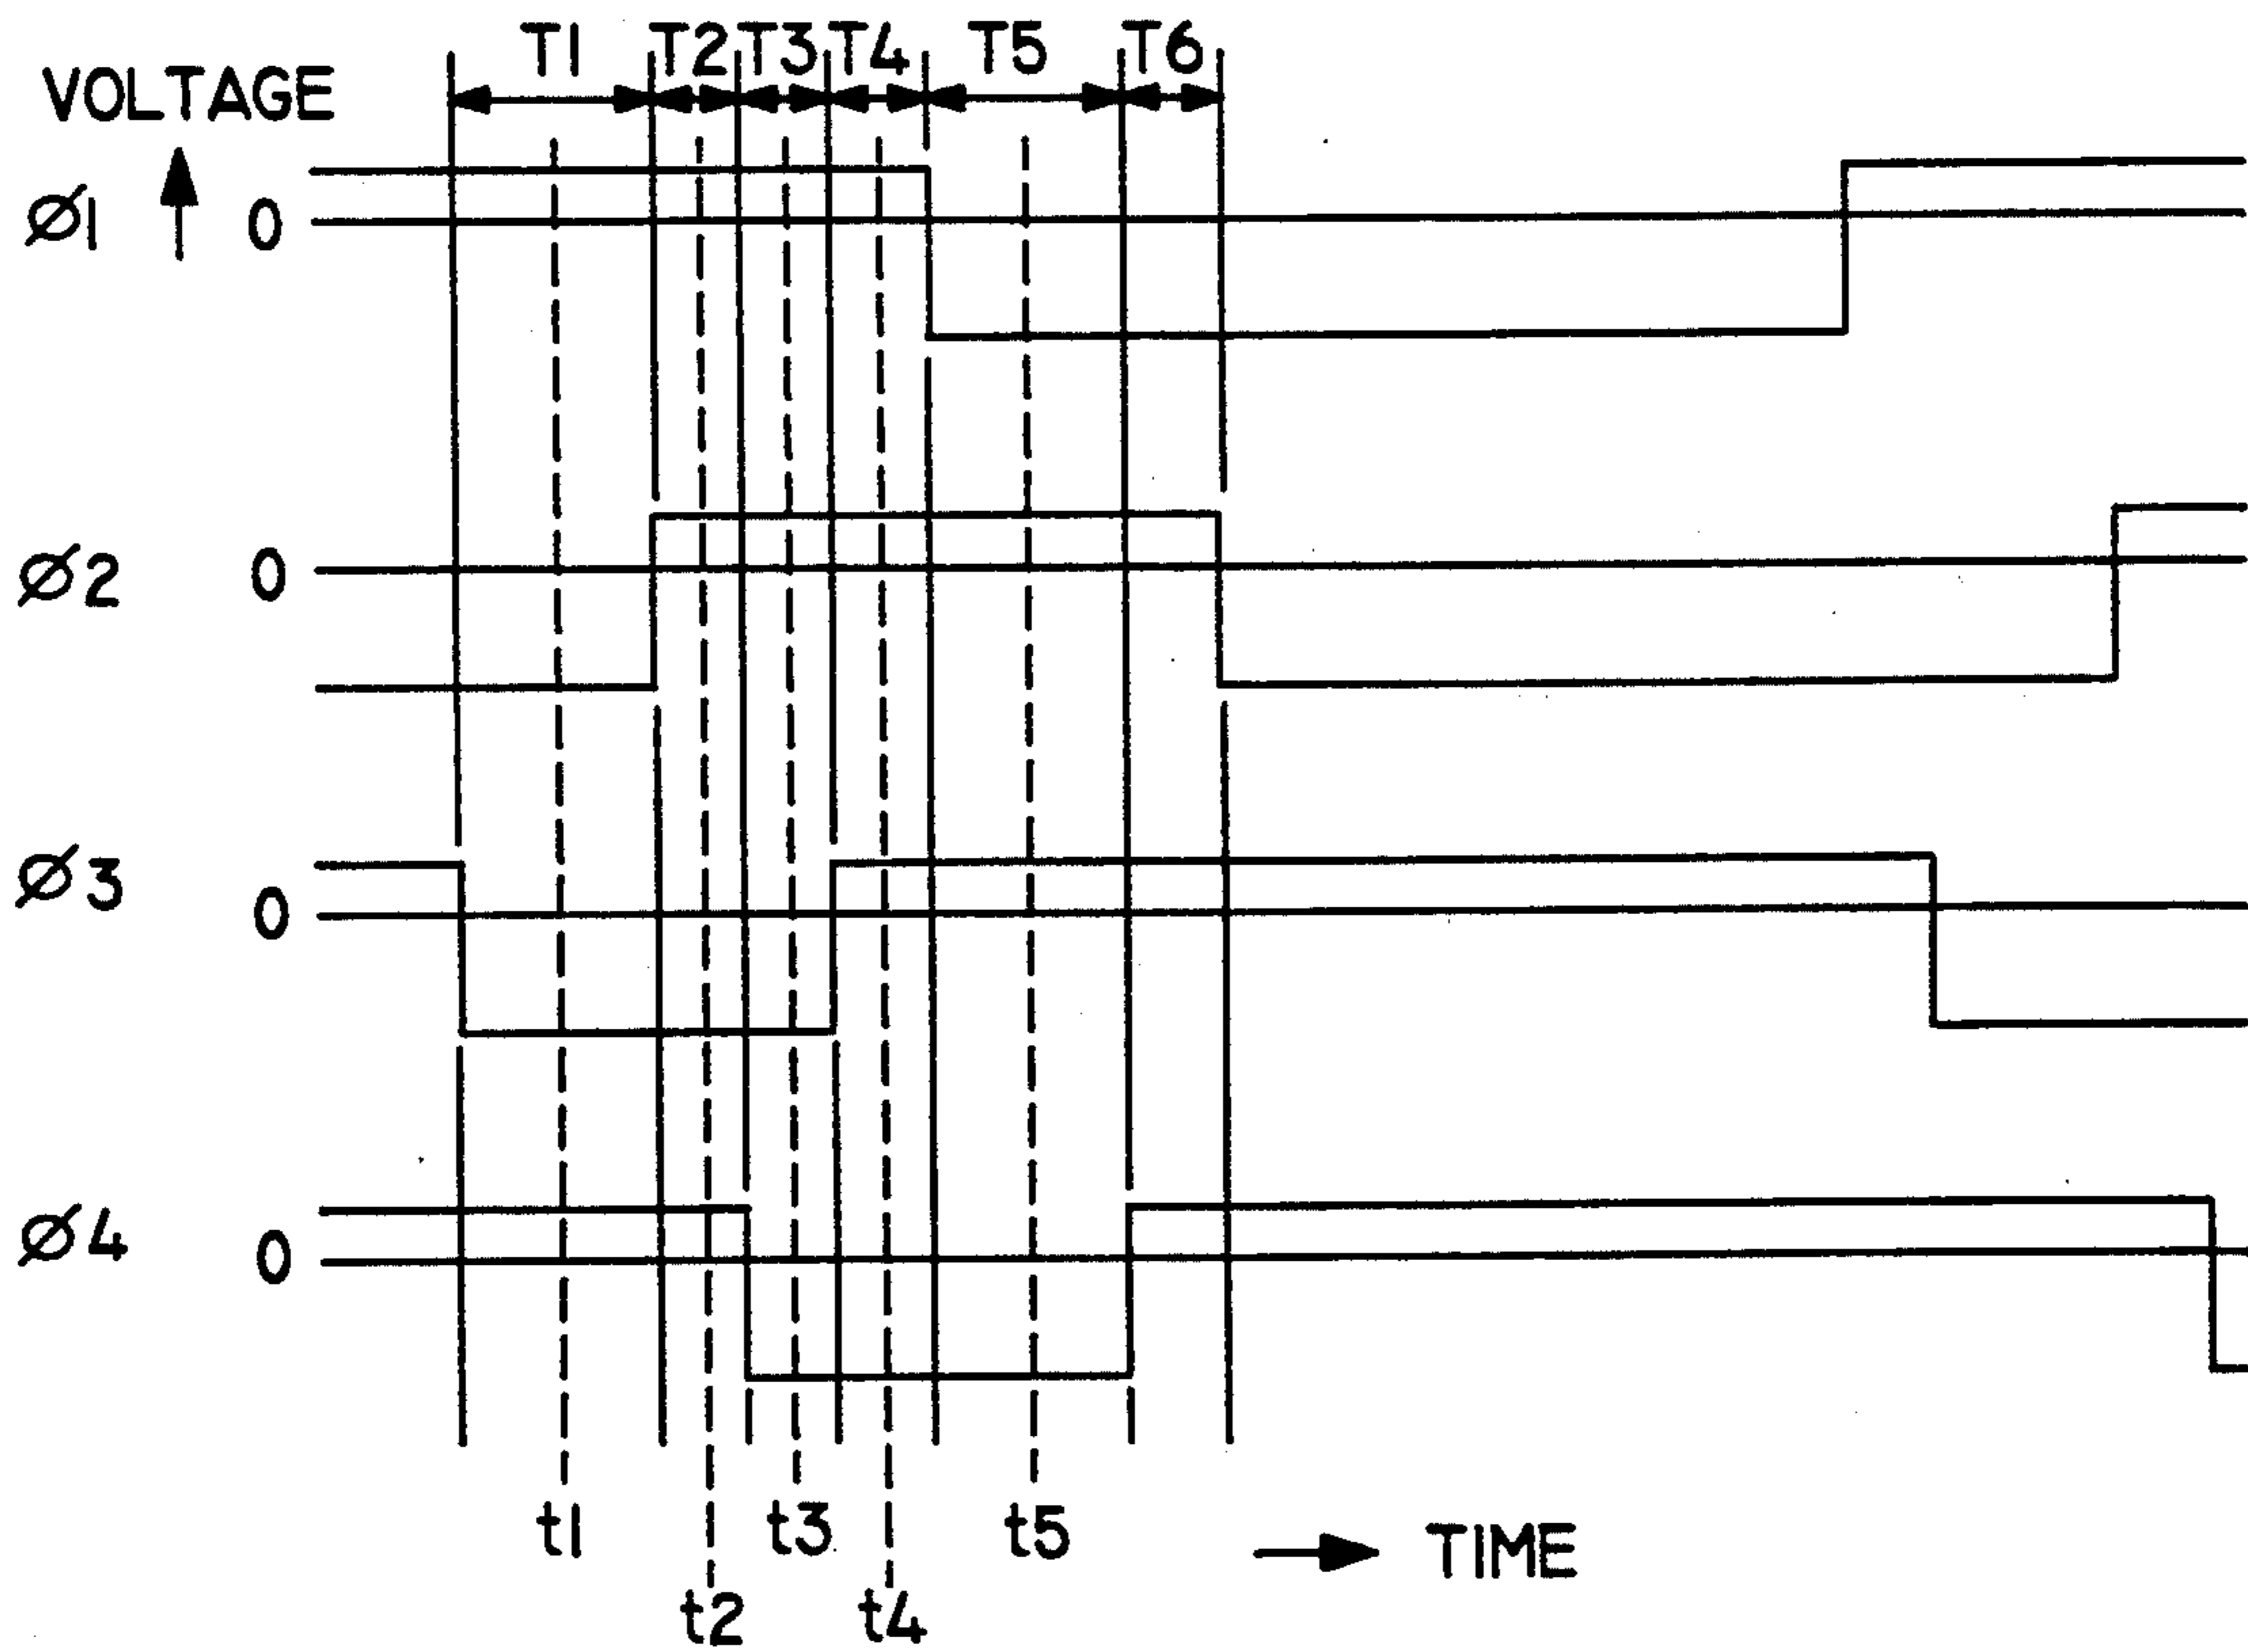 T1 T2 T3 T4 T5 T6
VOLTAGE
Ø1 0
Ø2 0
Ø3 0
Ø4 0
t1 t3 t5
TIME
t2 t4